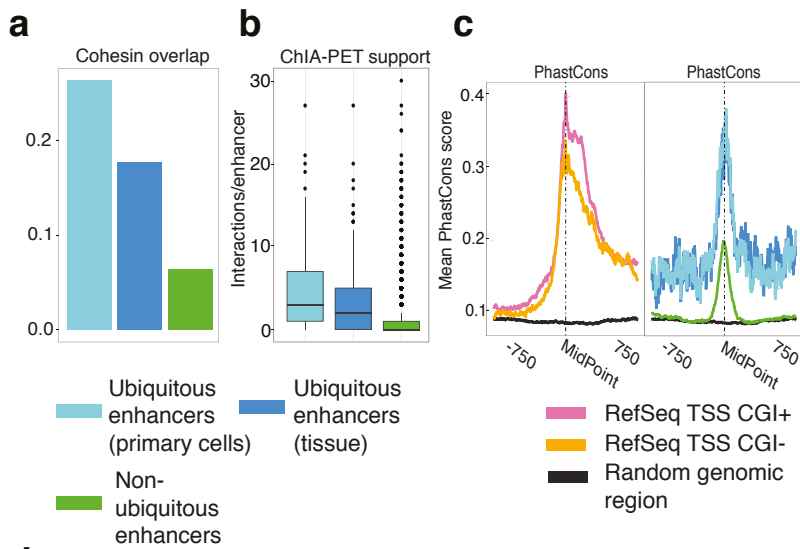 a
Cohesin overlap
0.2
0.1
0.0
b
ChIA-PET support
Interactions/enhancer
30
20
10
0
c
PhastCons
PhastCons
Mean PhastCons score
0.4
0.3
0.2
0.1
-750
MidPoint
750
-750
MidPoint
750
Ubiquitous
enhancers
(primary cells)
Ubiquitous
enhancers
(tissue)
Non-
ubiquitous
enhancers
RefSeq TSS CGI+
RefSeq TSS CGI-
Random genomic
region